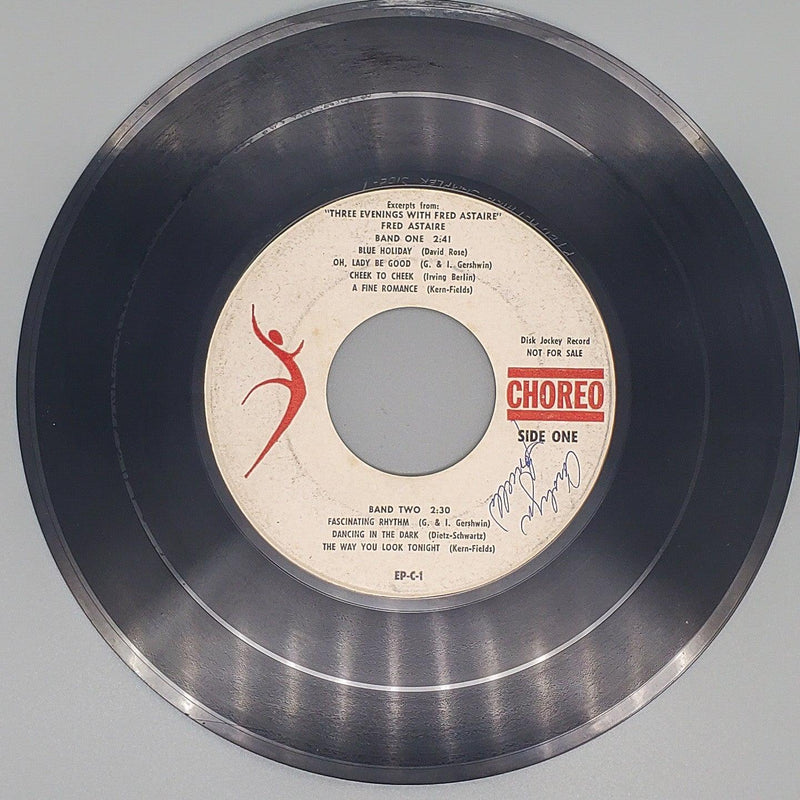 Excerpts from:
"THREE EVENINGS WITH FRED ASTAIRE"
FRED ASTAIRE
BAND ONE 2:41
BLUE HOLIDAY (David Rose)
OH, LADY BE GOOD (G. & I. Gershwin)
CHEEK TO CHEEK (Irving Berlin)
A FINE ROMANCE (Kern-Fields)
Disk Jockey Record
NOT FOR SALE
CHOREO
SIDE ONE
Carolyn
BAND TWO 2:30
FASCINATING RHYTHM (G. & I. Gershwin)
DANCING IN THE DARK (Dietz-Schwartz)
THE WAY YOU LOOK TONIGHT (Kern-Fields)
EP-C-1